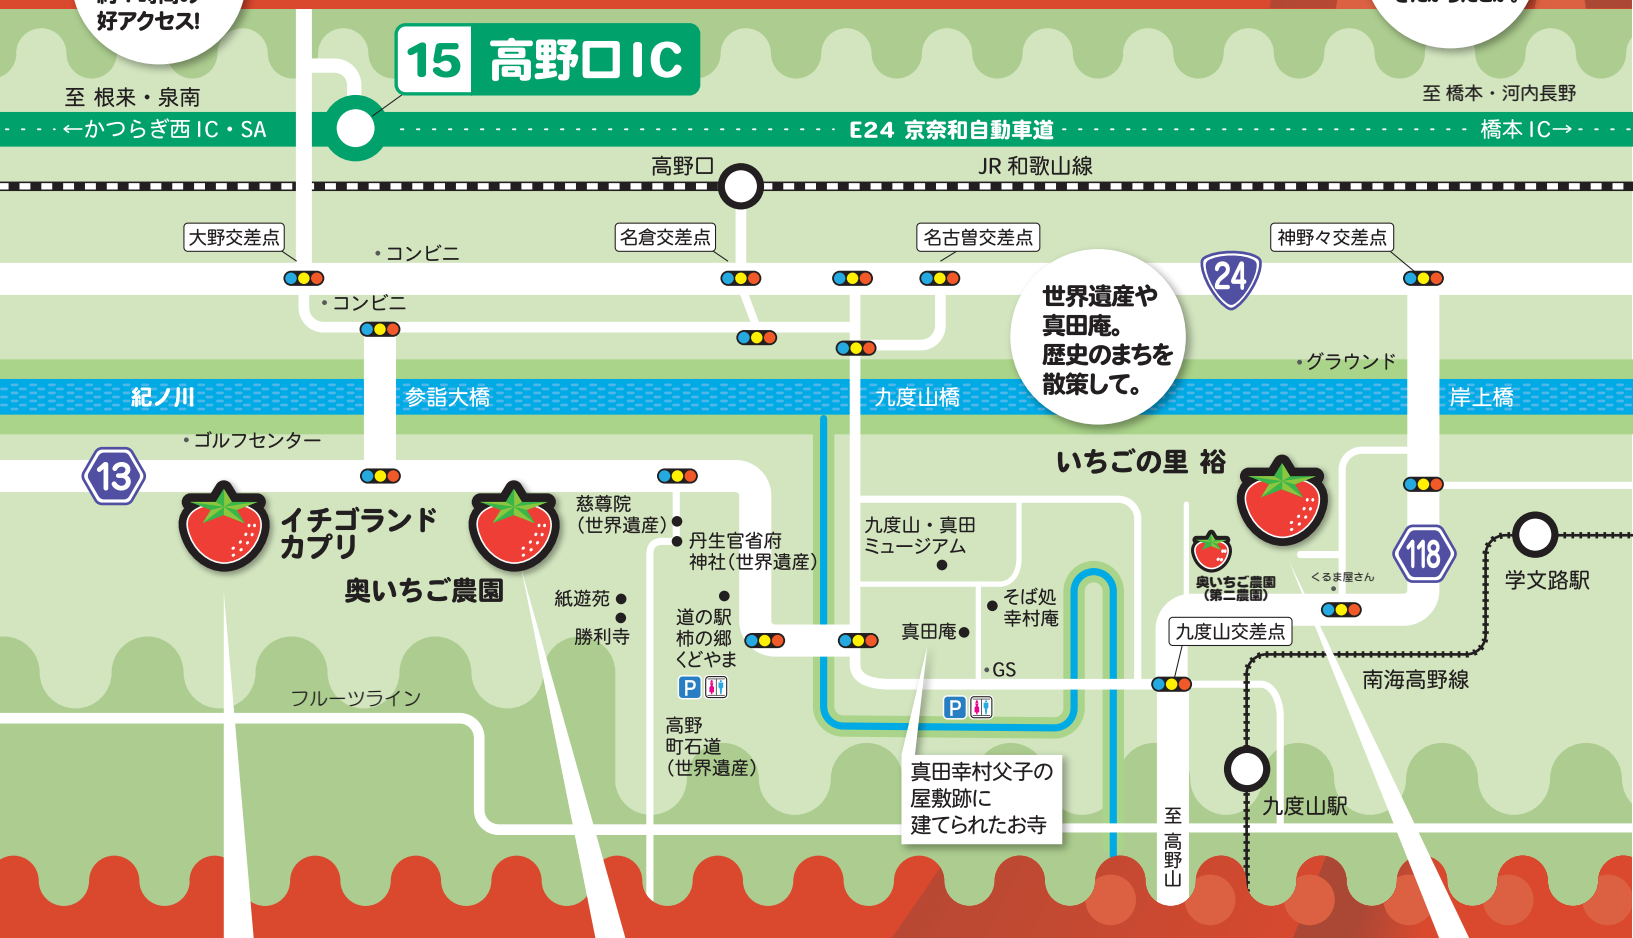 好アクセス!
15 高野口IC
至 根来・泉南
至 橋本・河内長野
←かつらぎ西IC・SA
E24 京奈和自動車道
橋本IC→
高野口
JR 和歌山線
大野交差点
名倉交差点
名古曽交差点
神野々交差点
・コンビニ
・コンビニ
24
世界遺産や
真田庵。
歴史のまちを
散策して。
・グラウンド
紀ノ川
参詣大橋
九度山橋
岸上橋
・ゴルフセンター
13
いちごの里 裕
イチゴランド
カプリ
奥いちご農園
慈尊院
(世界遺産)
丹生官省府
神社(世界遺産)
九度山・真田
ミュージアム
奥いちご農園
(第二農園)
くるま屋さん
118
学文路駅
紙遊苑
勝利寺
道の駅
柿の郷
くどやま
P
真田庵
そば処
幸村庵
・GS
P
九度山交差点
南海高野線
フルーツライン
高野
町石道
(世界遺産)
真田幸村父子の
屋敷跡に
建てられたお寺
九度山駅
至 高野山